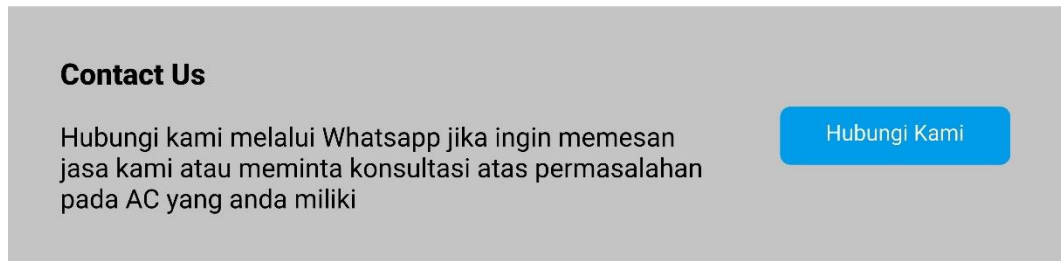 Contact Us
Hubungi kami melalui Whatsapp jika ingin memesan
jasa kami atau meminta konsultasi atas permasalahan
pada AC yang anda miliki
Hubungi Kami